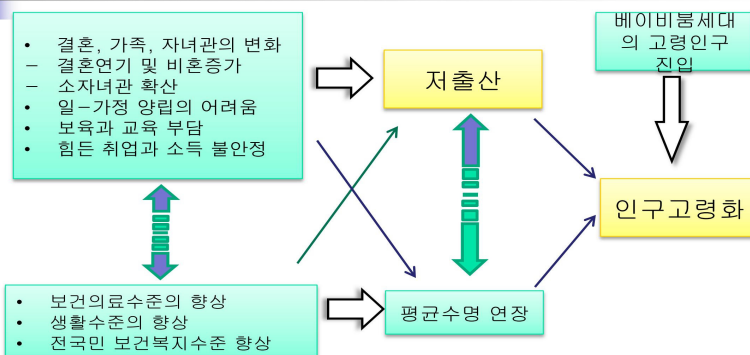 • 결혼, 가족, 자녀관의 변화
– 결혼연기 및 비혼증가
– 소자녀관 확산
• 일-가정 양립의 어려움
• 보육과 교육 부담
• 힘든 취업과 소득 불안정
저출산
베이비붐세대
의 고령인구
진입
인구고령화
• 보건의료수준의 향상
• 생활수준의 향상
• 전국민 보건복지수준 향상
평균수명 연장